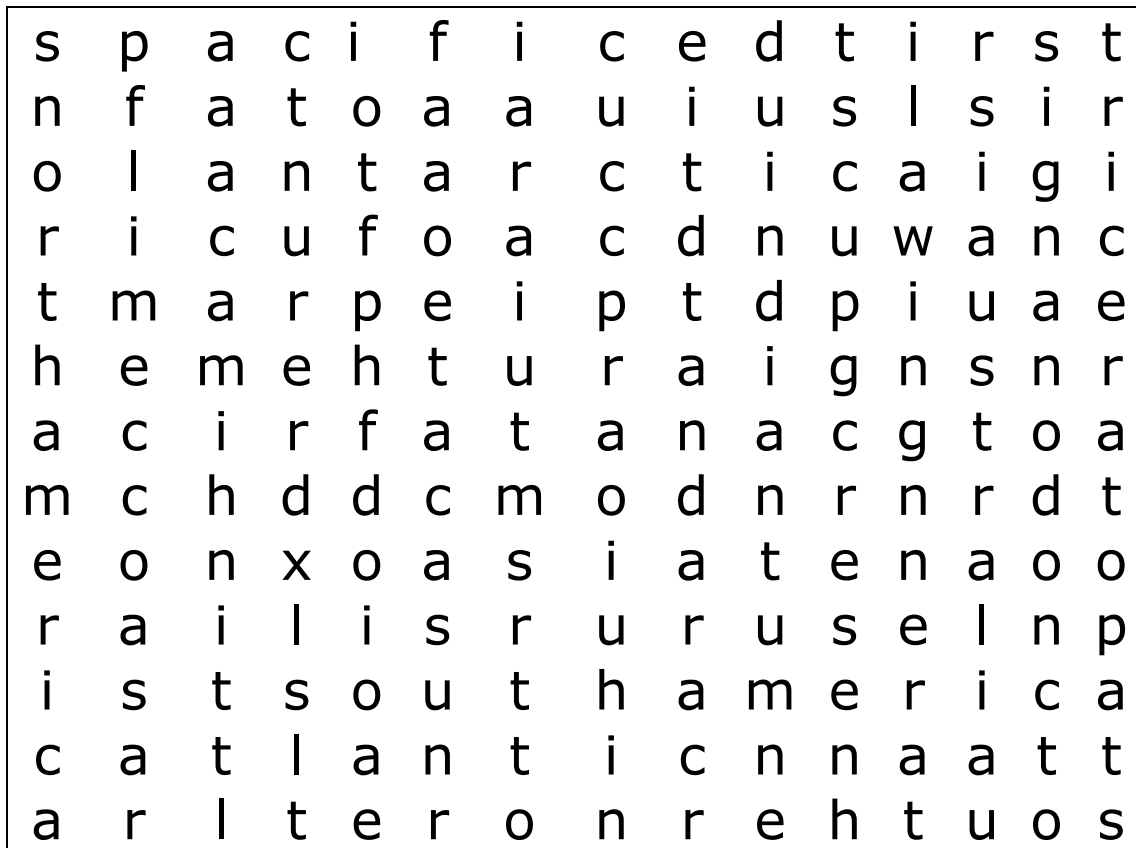 s p a c i f i c e d t i r s t
n f a t o a a u i u s l s i r
o l a n t a r c t i c a i g i
r i c u f o a c d n u w a n c
t m a r p e i p t d p i u a e
h e m e h t u r a i g n s n r
a c i r f a t a n a c g t o a
m c h d d c m o d n r n r d t
e o n x o a s i a t e n a o o
r a i l i s r u r u s e l n p
i s t s o u t h a m e r i c a
c a t l a n t i c n n a a t t
a r l t e r o n r e h t u o s